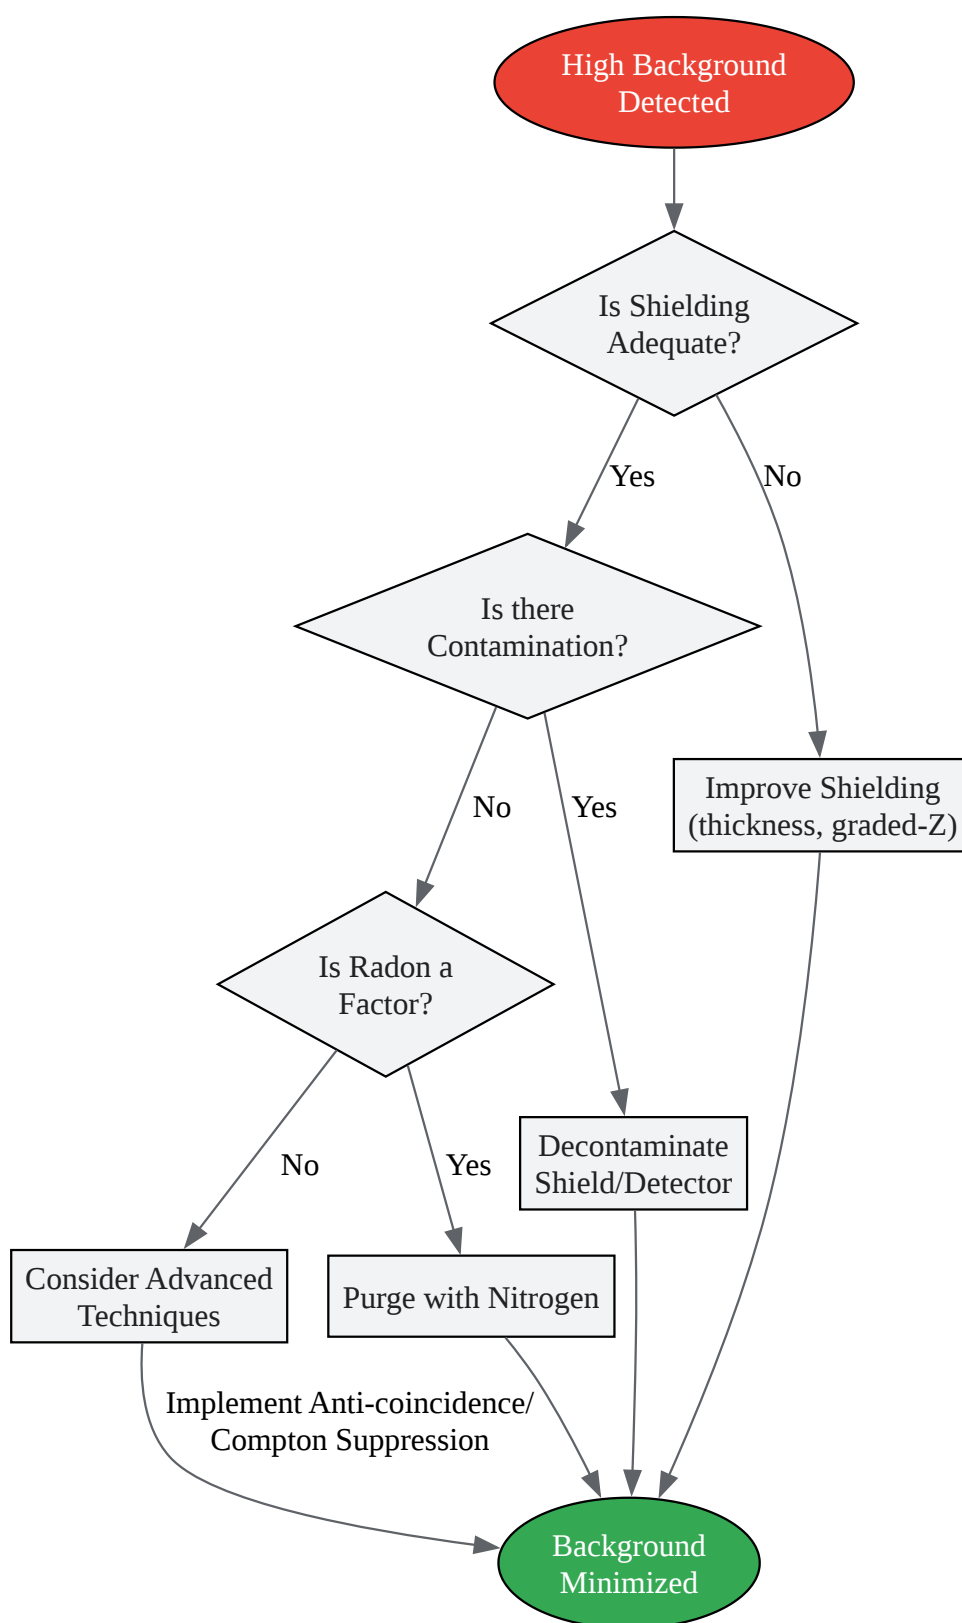 High Background
Detected
Is Shielding
Adequate?
Yes
No
Is there
Contamination?
No
Yes
Improve Shielding
(thickness, graded-Z)
Is Radon a
Factor?
No
Yes
Decontaminate
Shield/Detector
Consider Advanced
Techniques
Purge with Nitrogen
Implement Anti-coincidence/
Compton Suppression
Background
Minimized